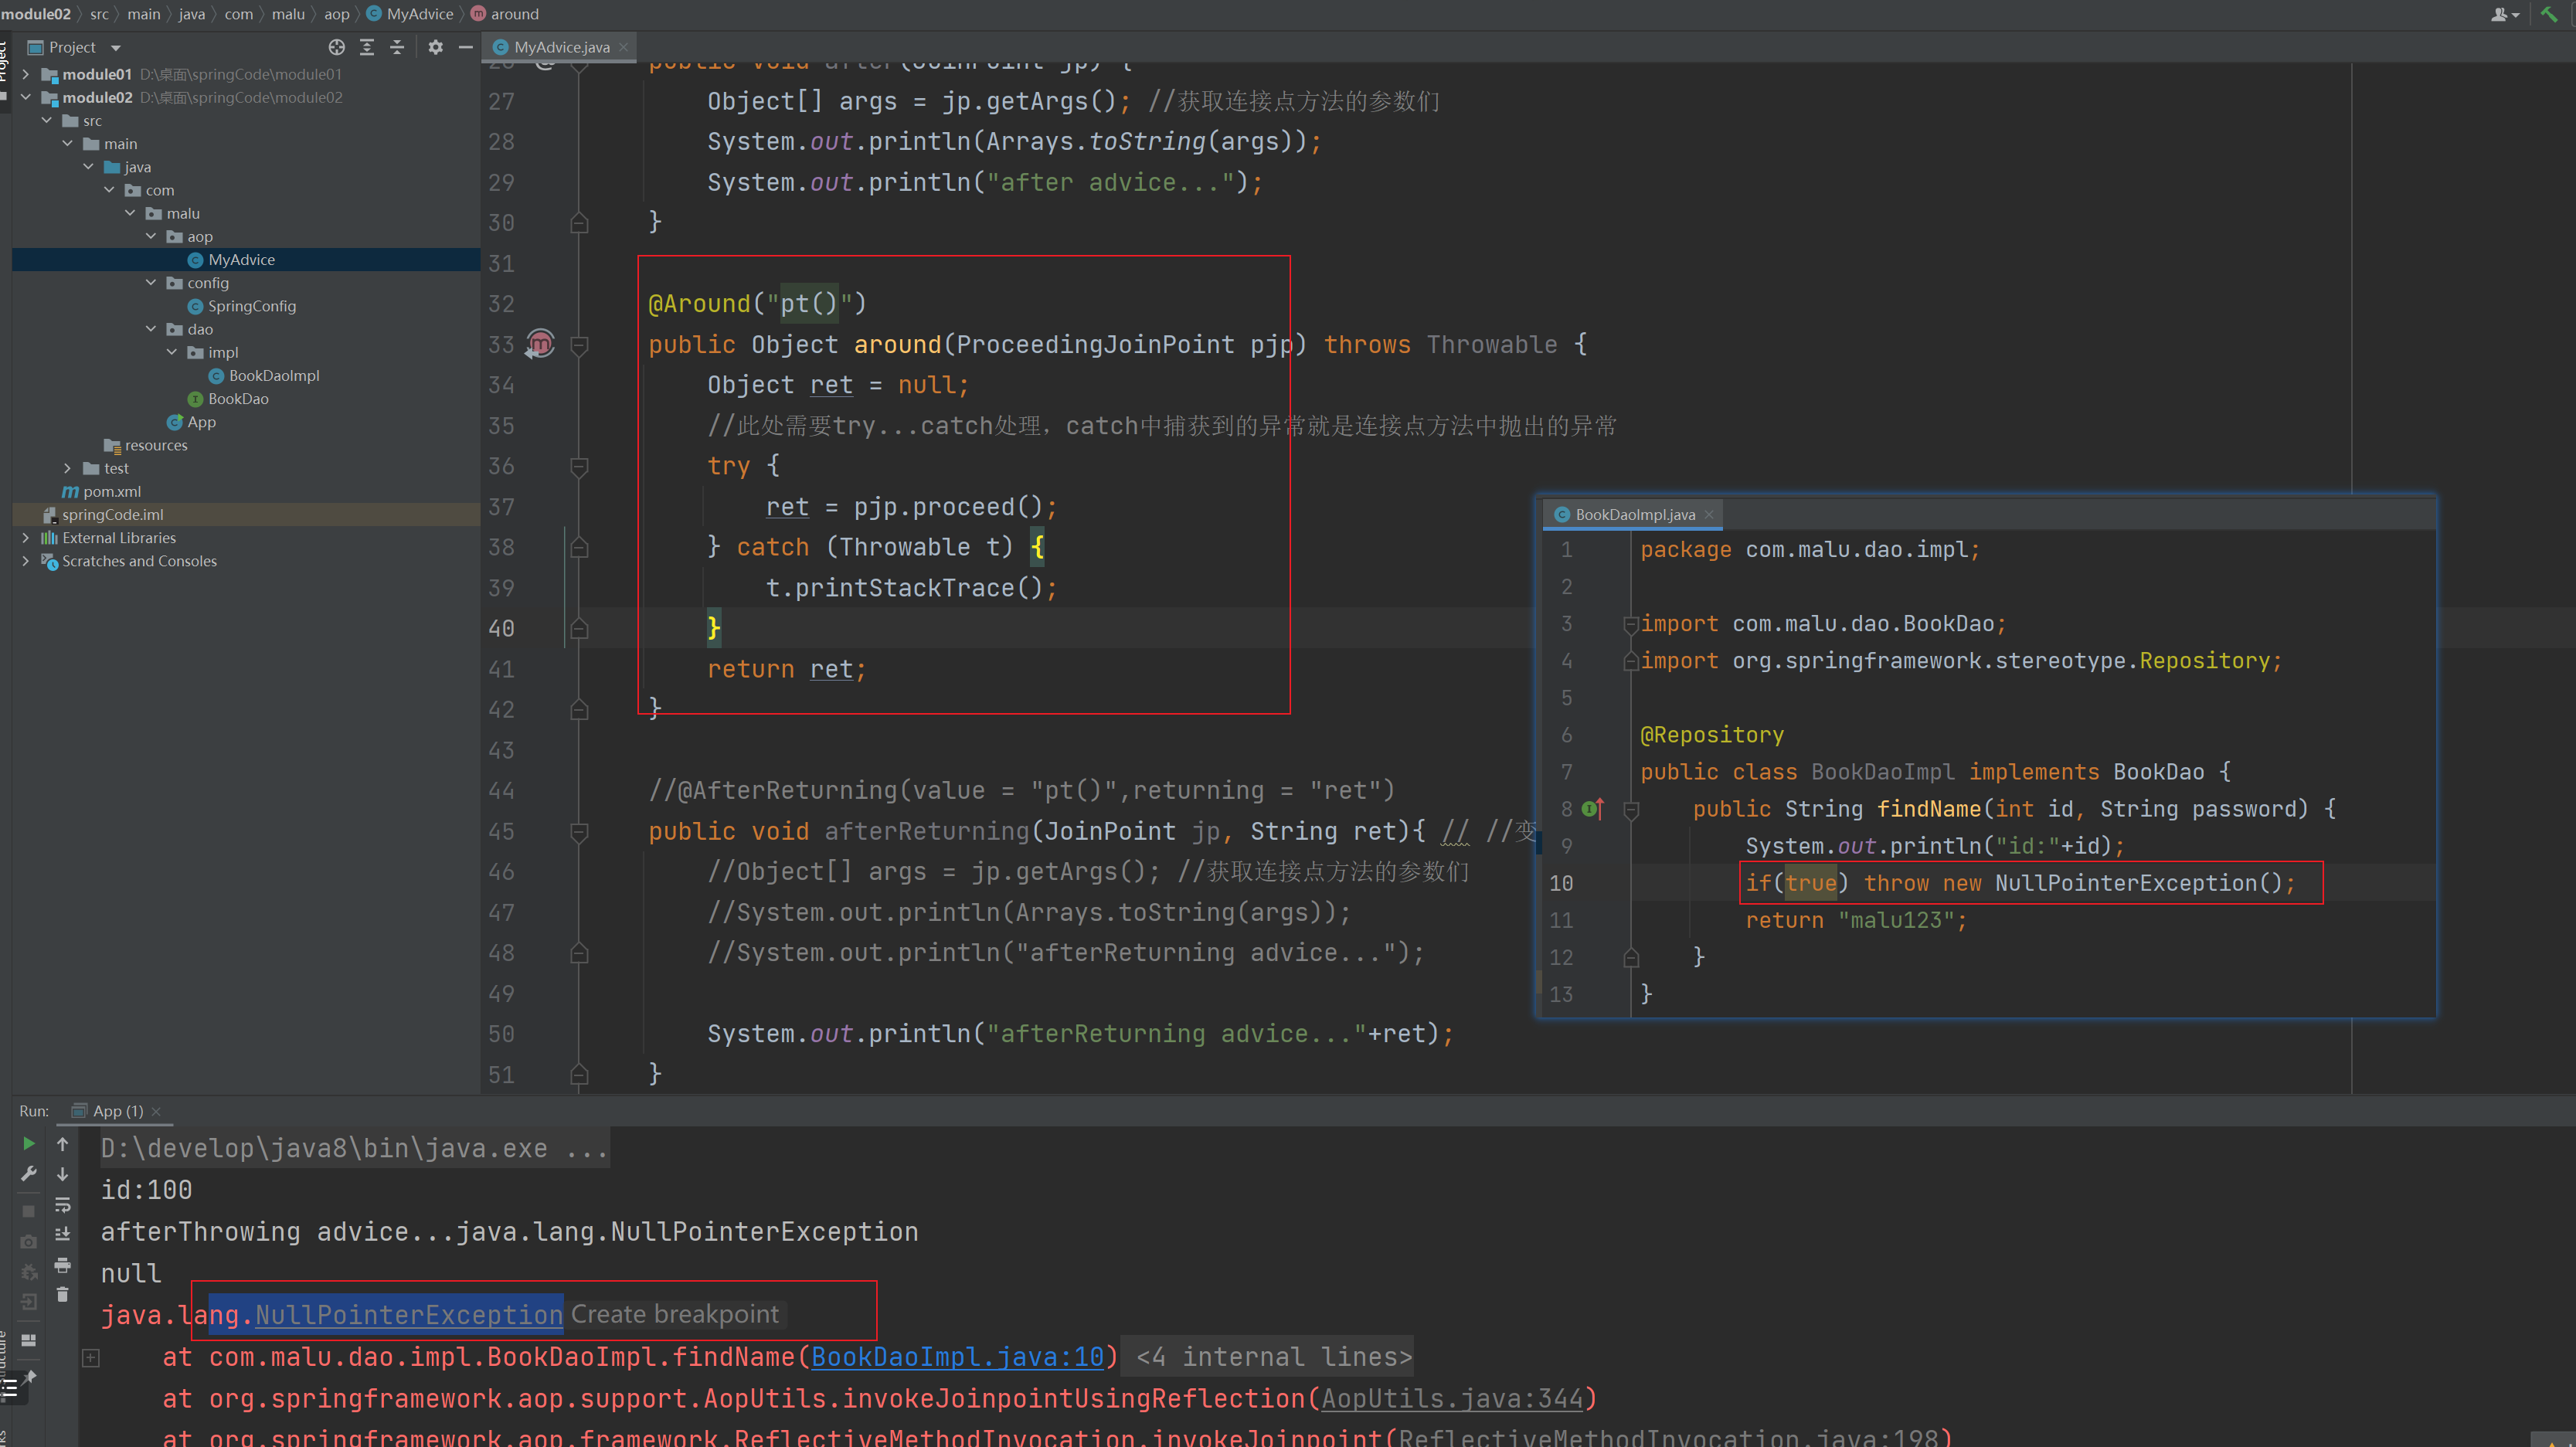 module02 〉 src 〉 main 〉 java 〉 com 〉 malu 〉 aop 〉 MyAdvice 〉 around
Project
module01 D:\桌面\springCode\module01
module02 D:\桌面\springCode\module02
src
main
java
com
malu
aop
MyAdvice
config
SpringConfig
dao
impl
BookDaoImpl
BookDao
App
resources
test
pom.xml
springCode.iml
External Libraries
Scratches and Consoles
MyAdvice.java
26 public void after(JoinPoint jp) {
27 Object[] args = jp.getArgs(); //获取连接点方法的参数们
28 System.out.println(Arrays.toString(args));
29 System.out.println("after advice...");
30 }
31
32 @Around("pt()")
33 public Object around(ProceedingJoinPoint pjp) throws Throwable {
34 Object ret = null;
35 //此处需要try...catch处理，catch中捕获到的异常就是连接点方法中抛出的异常
36 try {
37 ret = pjp.proceed();
38 } catch (Throwable t) {
39 t.printStackTrace();
40 }
41 return ret;
42 }
43
44 //@AfterReturning(value = "pt()",returning = "ret")
45 public void afterReturning(JoinPoint jp, String ret){ // //变
46 //Object[] args = jp.getArgs(); //获取连接点方法的参数们
47 //System.out.println(Arrays.toString(args));
48 //System.out.println("afterReturning advice...");
49
50 System.out.println("afterReturning advice..."+ret);
51 }
BookDaoImpl.java
1 package com.malu.dao.impl;
2
3 import com.malu.dao.BookDao;
4 import org.springframework.stereotype.Repository;
5
6 @Repository
7 public class BookDaoImpl implements BookDao {
8 public String findName(int id, String password) {
9 System.out.println("id:"+id);
10 if(true) throw new NullPointerException();
11 return "malu123";
12 }
13 }
Run: App (1)
D:\develop\java8\bin\java.exe ...
id:100
afterThrowing advice...java.lang.NullPointerException
null
java.lang.NullPointerException Create breakpoint
at com.malu.dao.impl.BookDaoImpl.findName(BookDaoImpl.java:10) <4 internal lines>
at org.springframework.aop.support.AopUtils.invokeJoinpointUsingReflection(AopUtils.java:344)
at org.springframework.aop.framework.ReflectiveMethodInvocation.invokeJoinpoint(ReflectiveMethodInvocation.java:198)